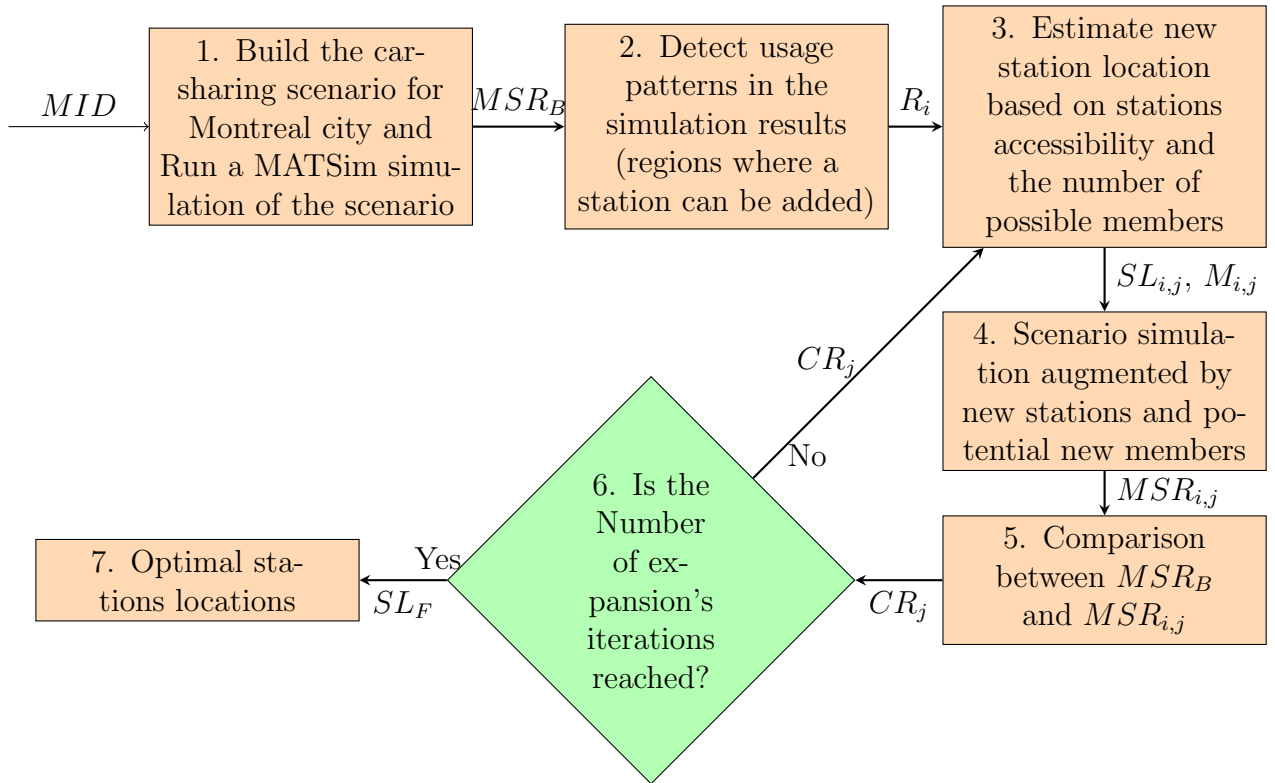 MID
1. Build the car-
sharing scenario for
Montreal city and
Run a MATSim simu-
lation of the scenario
MSR_B
2. Detect usage
patterns in the
simulation results
(regions where a
station can be added)
R_i
3. Estimate new
station location
based on stations
accessibility and
the number of
possible members
SL_{i,j}, M_{i,j}
4. Scenario simula-
tion augmented by
new stations and po-
tential new members
MSR_{i,j}
5. Comparison
between MSR_B
and MSR_{i,j}
CR_j
6. Is the
Number
of ex-
pansion's
iterations
reached?
No
CR_j
Yes
SL_F
7. Optimal sta-
tions locations